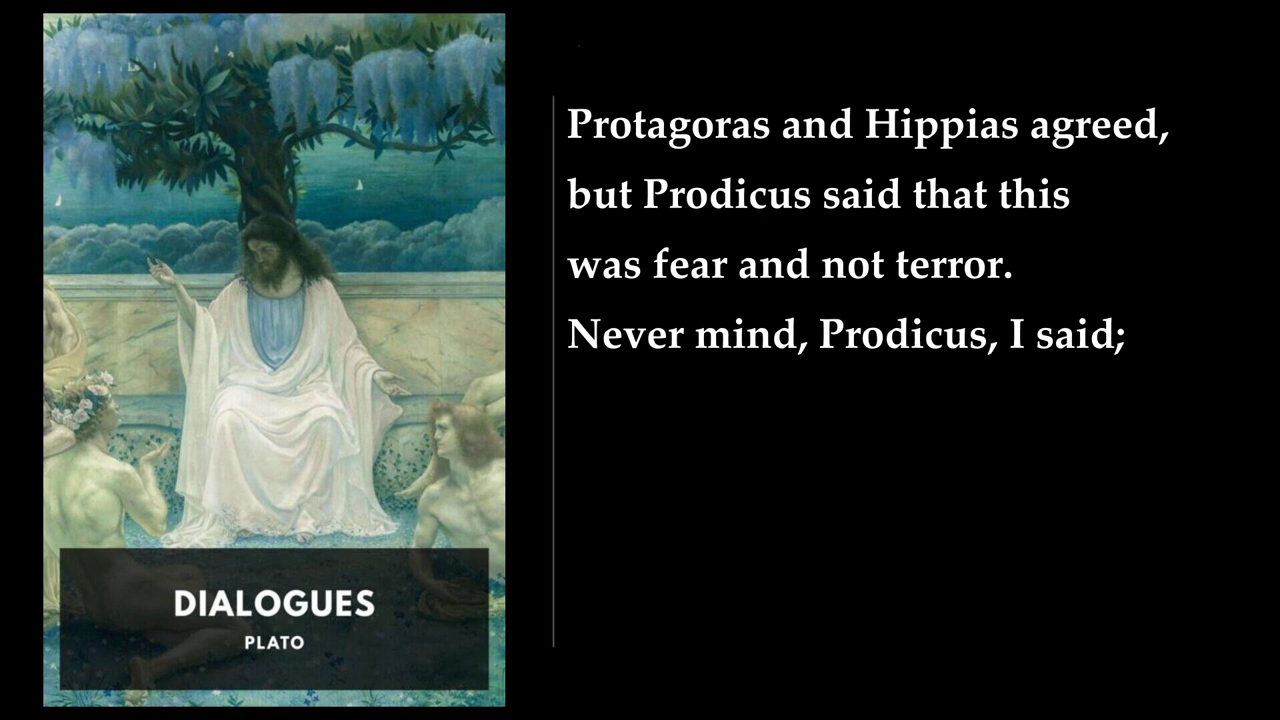 Protagoras and Hippias agreed,
but Prodicus said that this
was fear and not terror.
Never mind, Prodicus, I said;
DIALOGUES
PLATO